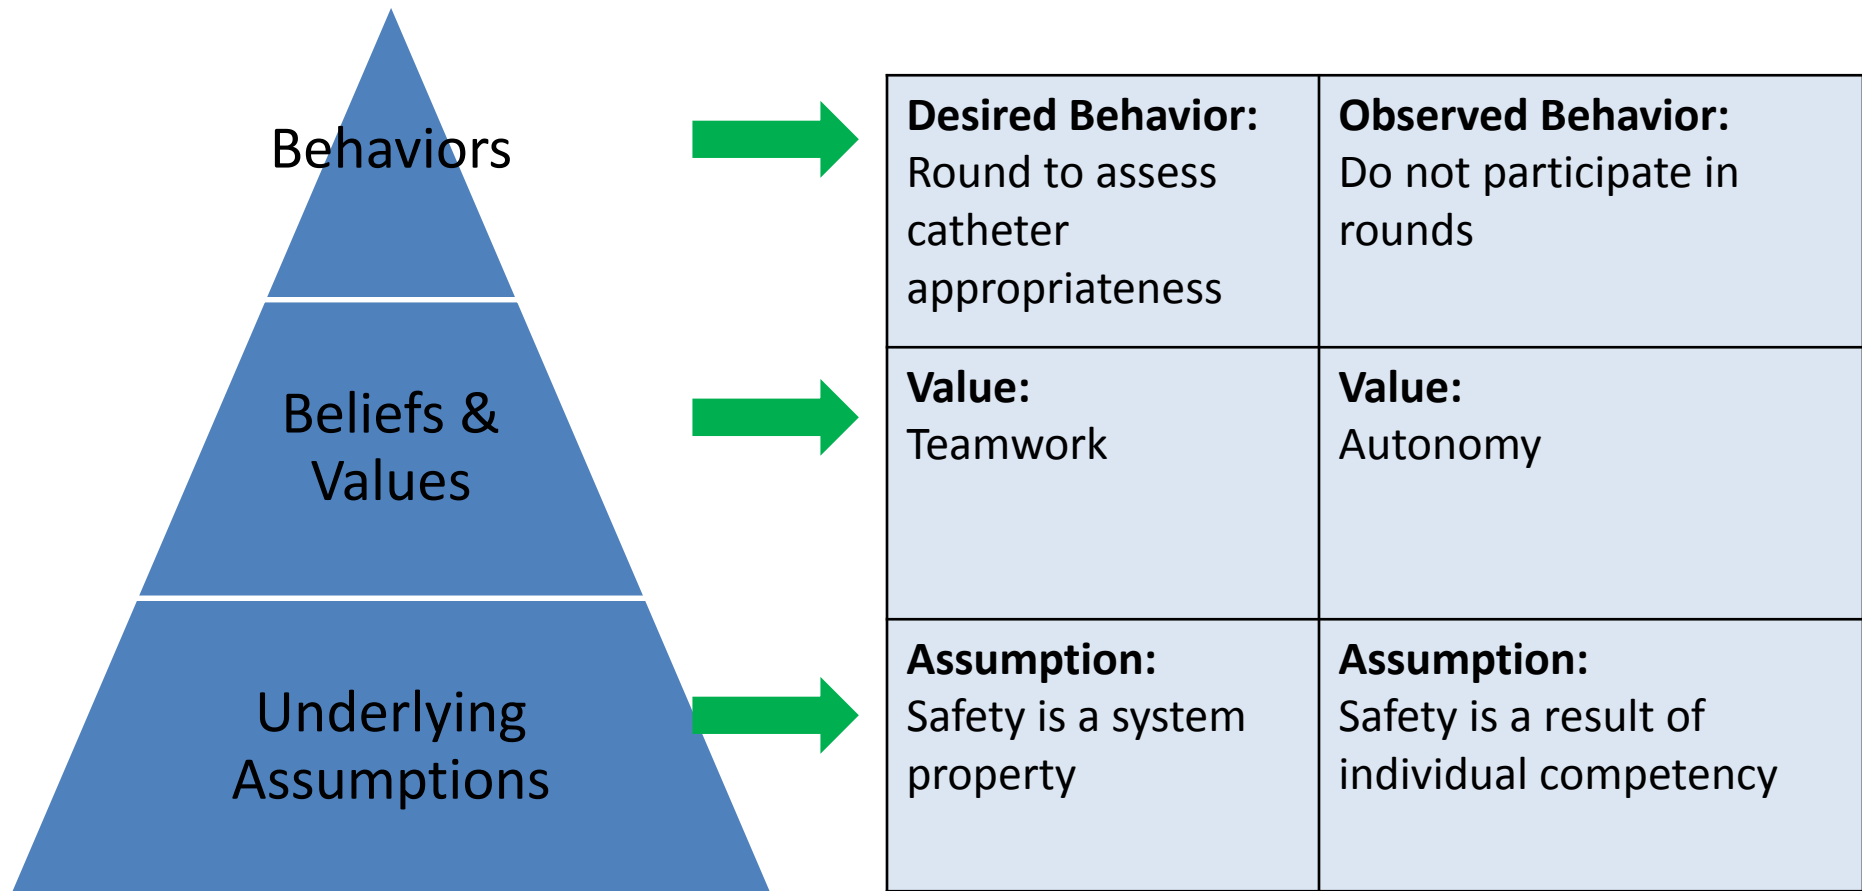 Behaviors
Desired Behavior:
Round to assess
catheter
appropriateness
Observed Behavior:
Do not participate in
rounds
Beliefs &
Values
Value:
Teamwork
Value:
Autonomy
Underlying
Assumptions
Assumption:
Safety is a system
property
Assumption:
Safety is a result of
individual competency